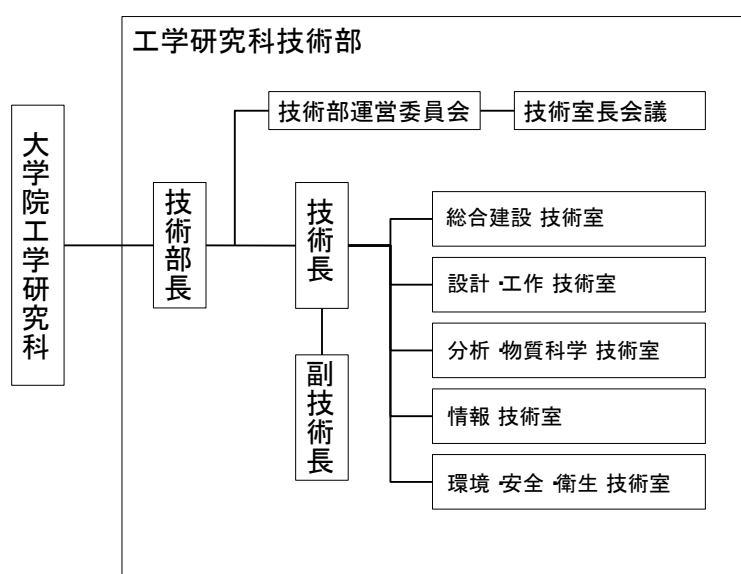 工学研究科技術部
技術部運営委員会
技術室長会議
大学院工学研究科
技術部長
技術長
副技術長
総合建設 技術室
設計・工作 技術室
分析・物質科学 技術室
情報 技術室
環境・安全・衛生 技術室